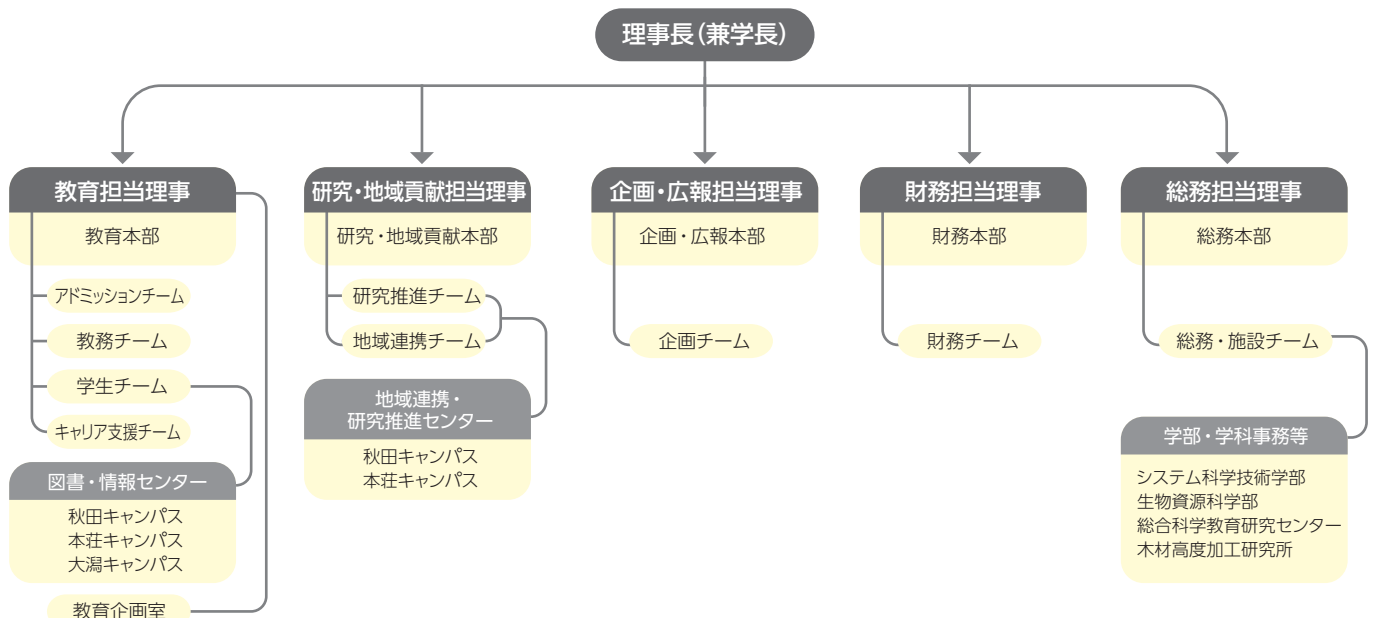 理事長(兼学長)
教育担当理事
教育本部
アドミッションチーム
教務チーム
学生チーム
キャリア支援チーム
図書・情報センター
秋田キャンパス
本荘キャンパス
大潟キャンパス
教育企画室
研究・地域貢献担当理事
研究・地域貢献本部
研究推進チーム
地域連携チーム
地域連携・
研究推進センター
秋田キャンパス
本荘キャンパス
企画・広報担当理事
企画・広報本部
企画チーム
財務担当理事
財務本部
財務チーム
総務担当理事
総務本部
総務・施設チーム
学部・学科事務等
システム科学技術学部
生物資源科学部
総合科学教育研究センター
木材高度加工研究所